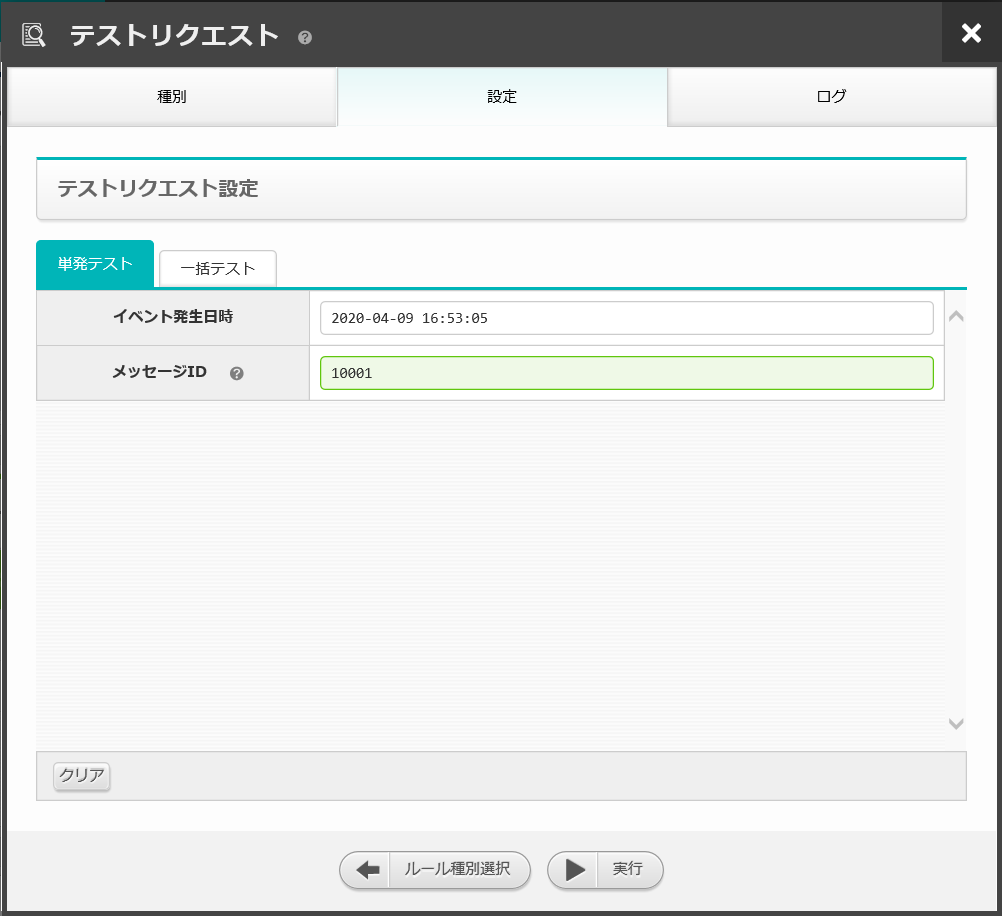 テストリクエスト
種別
設定
ログ
テストリクエスト設定
単発テスト
一括テスト
イベント発生日時
2020-04-09 16:53:05
メッセージID
10001
クリア
ルール種別選択
実行